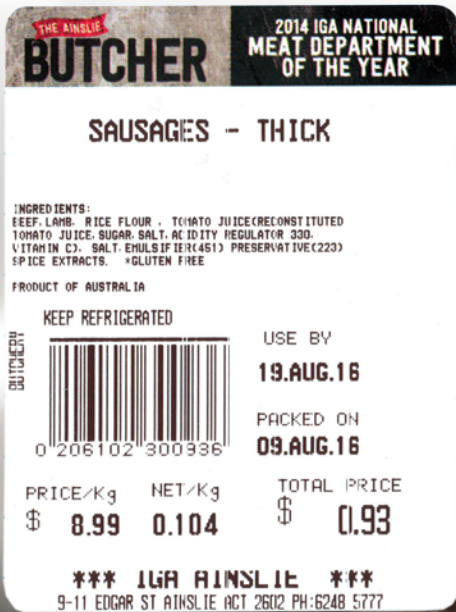 THE AINSLIE
BUTCHER
2014 IGA NATIONAL
MEAT DEPARTMENT
OF THE YEAR
SAUSAGES - THICK
INGREDIENTS:
BEEF, LAMB, RICE FLOUR , TOMATO JUICE(RECONSTITUTED
TOMATO JUICE, SUGAR, SALT, ACIDITY REGULATOR 330,
VITAMIN C), SALT, EMULSIFIER(451) PRESERVATIVE(223)
SPICE EXTRACTS. *GLUTEN FREE
PRODUCT OF AUSTRALIA
KEEP REFRIGERATED
BUTCHERY
0 206102 300936
USE BY
19.AUG.16
PACKED ON
09.AUG.16
PRICE/Kg NET/Kg TOTAL PRICE
$ 8.99 0.104 $ 0.93
*** IGA AINSLIE ***
9-11 EDGAR ST AINSLIE ACT 2602 PH:6248 5777